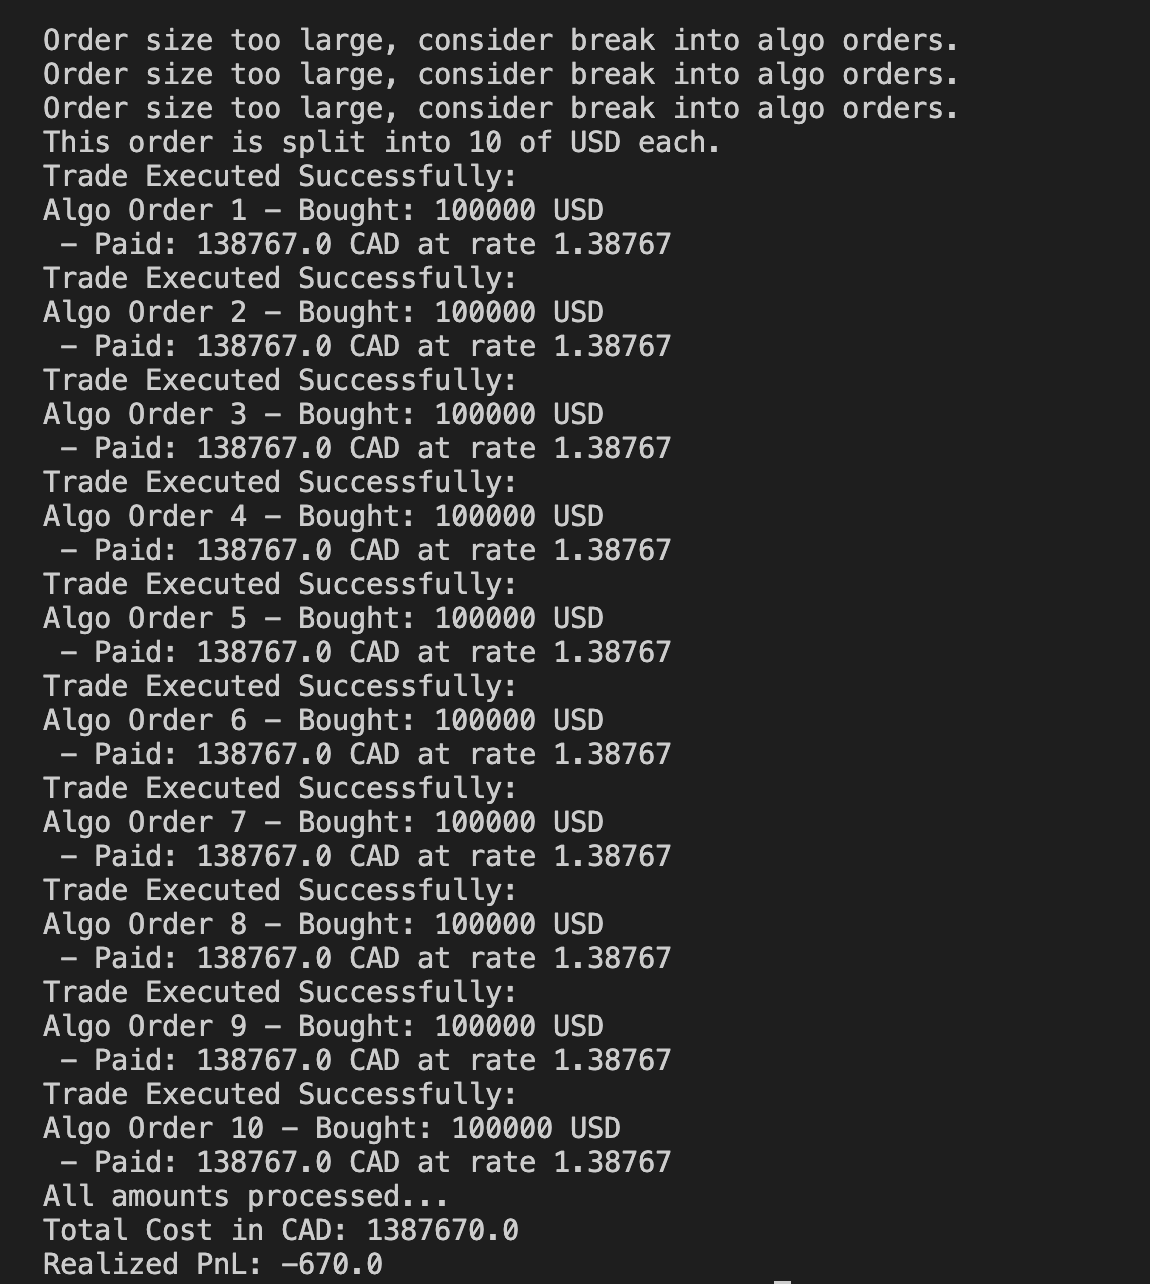 Order size too large, consider break into algo orders.
Order size too large, consider break into algo orders.
Order size too large, consider break into algo orders.
This order is split into 10 of USD each.
Trade Executed Successfully:
Algo Order 1 – Bought: 100000 USD
 – Paid: 138767.0 CAD at rate 1.38767
Trade Executed Successfully:
Algo Order 2 – Bought: 100000 USD
 – Paid: 138767.0 CAD at rate 1.38767
Trade Executed Successfully:
Algo Order 3 – Bought: 100000 USD
 – Paid: 138767.0 CAD at rate 1.38767
Trade Executed Successfully:
Algo Order 4 – Bought: 100000 USD
 – Paid: 138767.0 CAD at rate 1.38767
Trade Executed Successfully:
Algo Order 5 – Bought: 100000 USD
 – Paid: 138767.0 CAD at rate 1.38767
Trade Executed Successfully:
Algo Order 6 – Bought: 100000 USD
 – Paid: 138767.0 CAD at rate 1.38767
Trade Executed Successfully:
Algo Order 7 – Bought: 100000 USD
 – Paid: 138767.0 CAD at rate 1.38767
Trade Executed Successfully:
Algo Order 8 – Bought: 100000 USD
 – Paid: 138767.0 CAD at rate 1.38767
Trade Executed Successfully:
Algo Order 9 – Bought: 100000 USD
 – Paid: 138767.0 CAD at rate 1.38767
Trade Executed Successfully:
Algo Order 10 – Bought: 100000 USD
 – Paid: 138767.0 CAD at rate 1.38767
All amounts processed...
Total Cost in CAD: 1387670.0
Realized PnL: –670.0